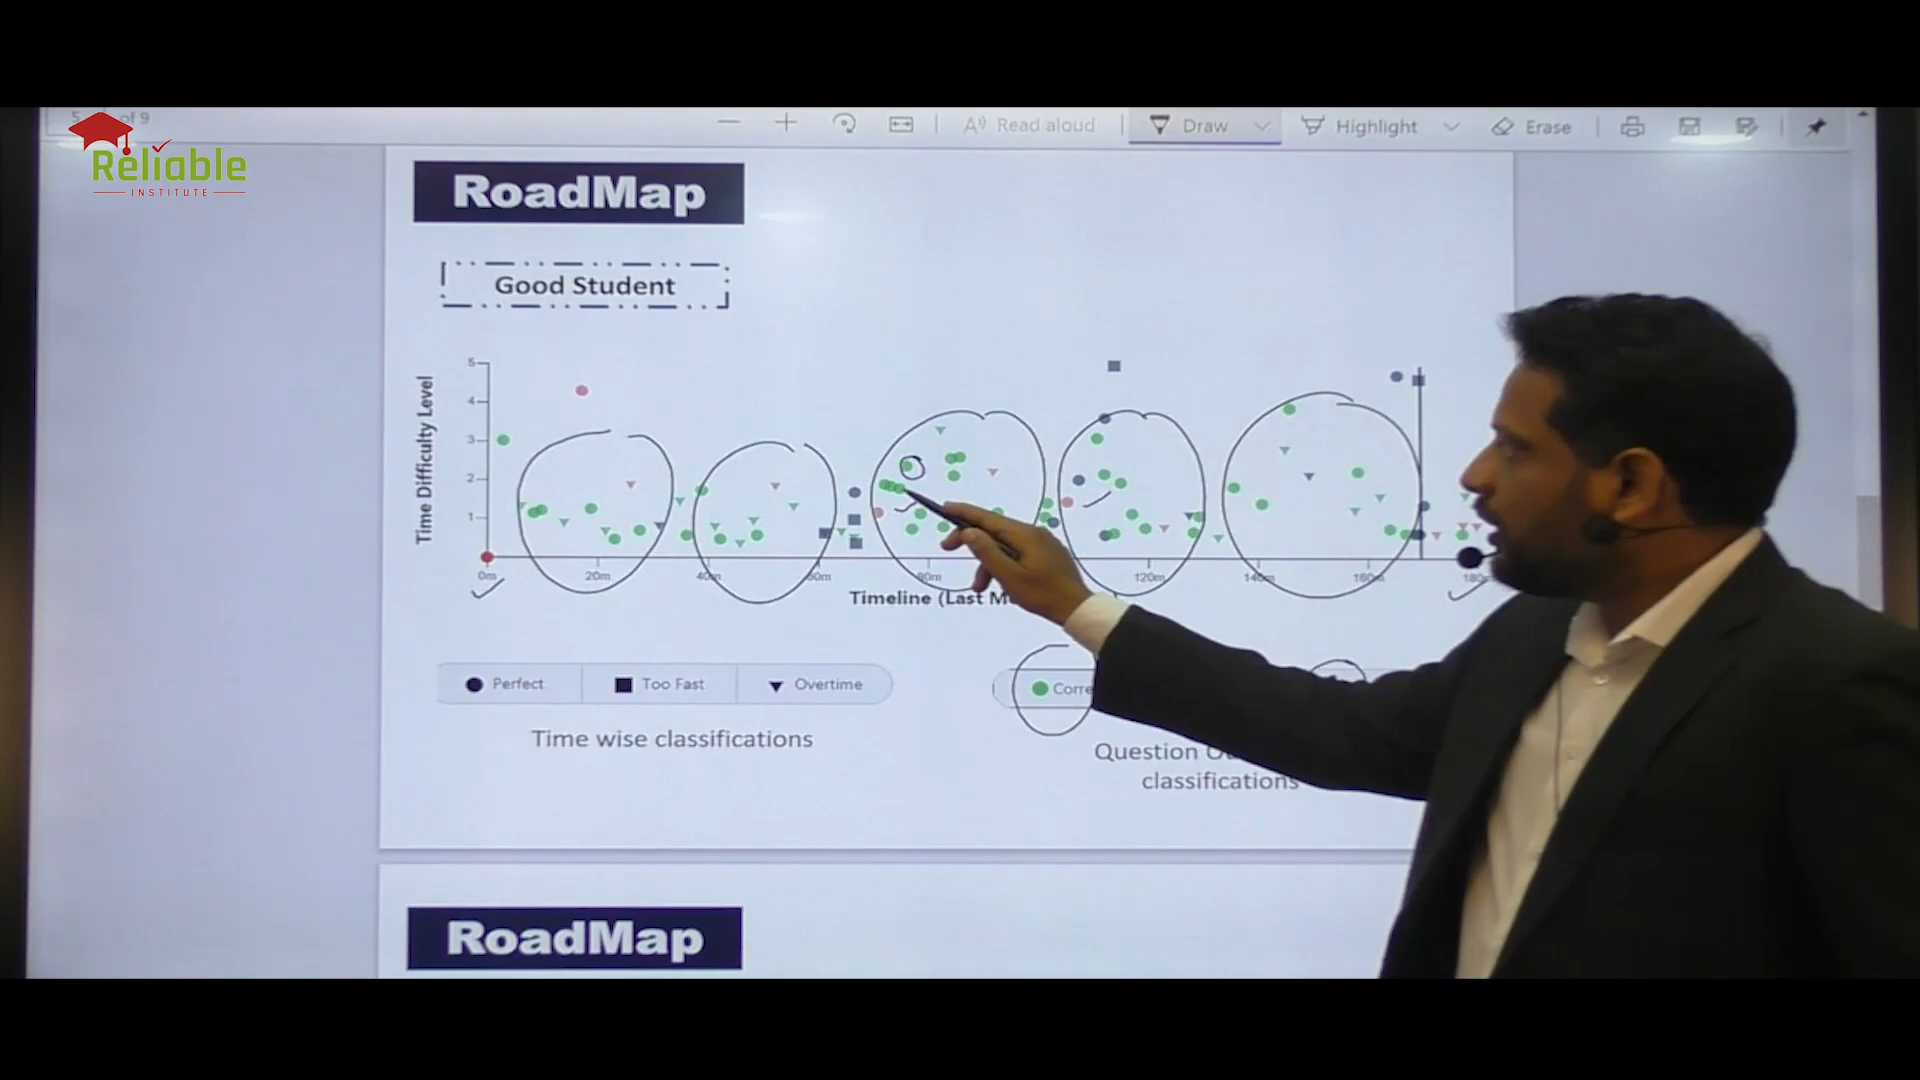 5 of 9
Read aloud
Draw
Highlight
Erase
Reliable
INSTITUTE
RoadMap
Good Student
Time Difficulty Level
5
4
3
2
1
0m 20m 40m 60m 80m 120m 140m 160m
Timeline (Last
Perfect Too Fast Overtime
Corre
Time wise classifications
Question
classifications
RoadMap